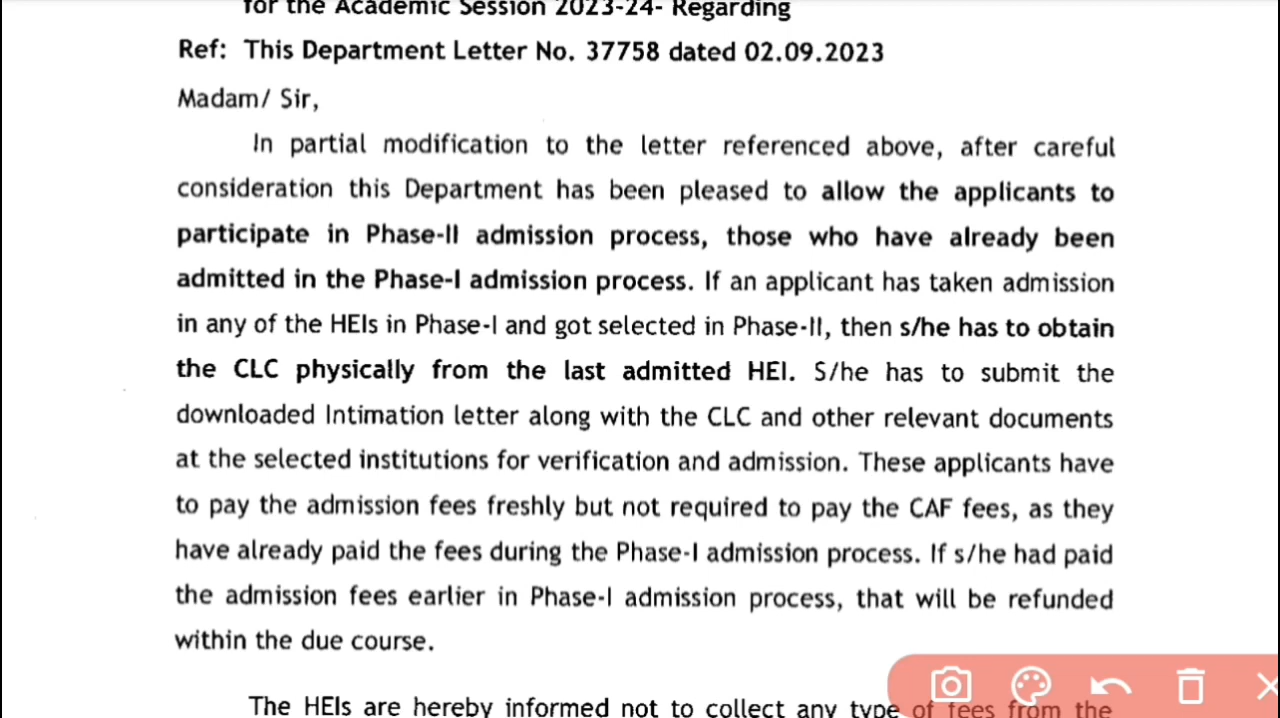 for the Academic Session 2023-24- Regarding
Ref: This Department Letter No. 37758 dated 02.09.2023
Madam/ Sir,
In partial modification to the letter referenced above, after careful
consideration this Department has been pleased to allow the applicants to
participate in Phase-II admission process, those who have already been
admitted in the Phase-I admission process. If an applicant has taken admission
in any of the HEIs in Phase-I and got selected in Phase-II, then s/he has to obtain
the CLC physically from the last admitted HEI. S/he has to submit the
downloaded Intimation letter along with the CLC and other relevant documents
at the selected institutions for verification and admission. These applicants have
to pay the admission fees freshly but not required to pay the CAF fees, as they
have already paid the fees during the Phase-I admission process. If s/he had paid
the admission fees earlier in Phase-I admission process, that will be refunded
within the due course.
The HEIs are hereby informed not to collect any type of fees from the